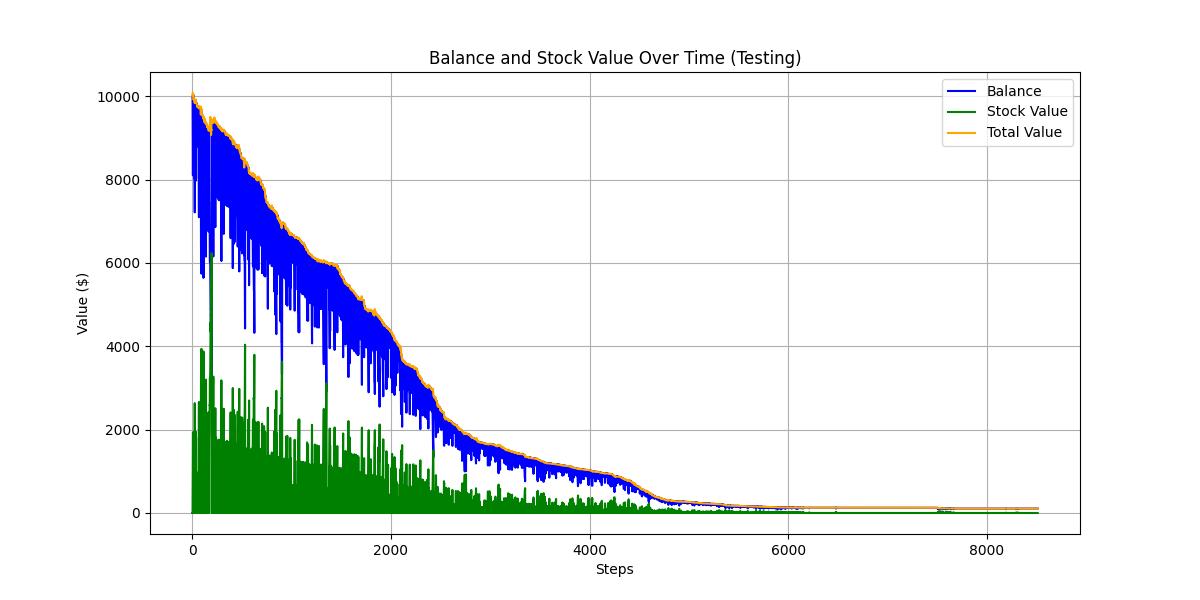 Balance and Stock Value Over Time (Testing)
Balance
Stock Value
Total Value
10000
8000
6000
4000
2000
0
Value ($)
0 2000 4000 6000 8000
Steps